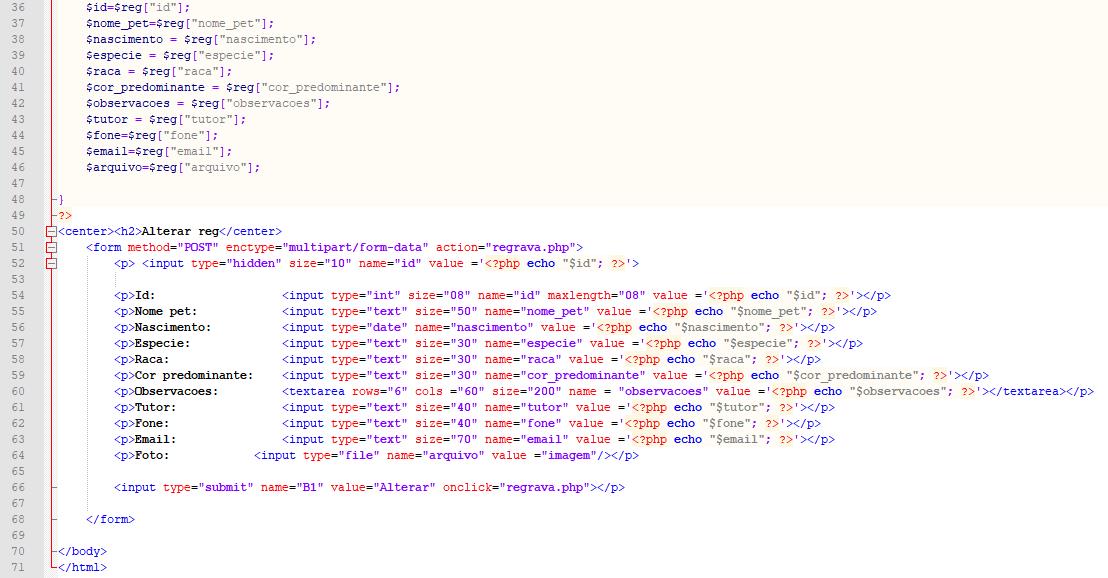 36 $id=$reg["id"];
37 $nome_pet=$reg["nome_pet"];
38 $nascimento = $reg["nascimento"];
39 $especie = $reg["especie"];
40 $raca = $reg["raca"];
41 $cor_predominante = $reg["cor_predominante"];
42 $observacoes = $reg["observacoes"];
43 $tutor = $reg["tutor"];
44 $fone=$reg["fone"];
45 $email=$reg["email"];
46 $arquivo=$reg["arquivo"];
47
48 }
49 ?>
50 <center><h2>Alterar reg</center>
51 <form method="POST" enctype="multipart/form-data" action="regrava.php">
52 <p> <input type="hidden" size="10" name="id" value ='<?php echo "$id"; ?>'>
53
54 <p>Id: <input type="int" size="08" name="id" maxlength="08" value ='<?php echo "$id"; ?>'></p>
55 <p>Nome pet: <input type="text" size="50" name="nome_pet" value ='<?php echo "$nome_pet"; ?>'></p>
56 <p>Nascimento: <input type="date" name="nascimento" value ='<?php echo "$nascimento"; ?>'></p>
57 <p>Especie: <input type="text" size="30" name="especie" value ='<?php echo "$especie"; ?>'></p>
58 <p>Raca: <input type="text" size="30" name="raca" value ='<?php echo "$raca"; ?>'></p>
59 <p>Cor predominante: <input type="text" size="30" name="cor_predominante" value ='<?php echo "$cor_predominante"; ?>'></p>
60 <p>Observacoes: <textarea rows="6" cols ="60" size="200" name = "observacoes" value ='<?php echo "$observacoes"; ?>'></textarea></p>
61 <p>Tutor: <input type="text" size="40" name="tutor" value ='<?php echo "$tutor"; ?>'></p>
62 <p>Fone: <input type="text" size="40" name="fone" value ='<?php echo "$fone"; ?>'></p>
63 <p>Email: <input type="text" size="70" name="email" value ='<?php echo "$email"; ?>'></p>
64 <p>Foto: <input type="file" name="arquivo" value ="imagem"/></p>
65
66 <input type="submit" name="B1" value="Alterar" onclick="regrava.php"></p>
67
68 </form>
69
70 </body>
71 </html>